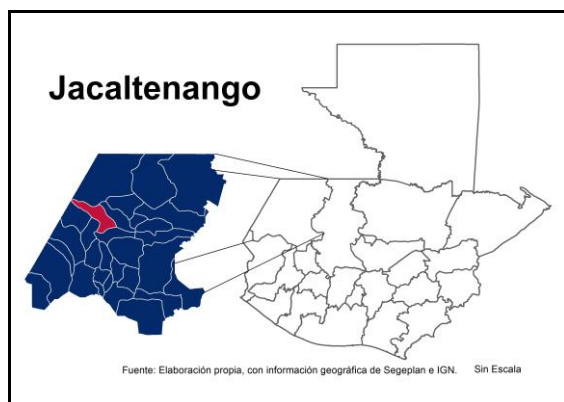 Jacaltenango
Fuente: Elaboración propia, con información geográfica de Segeplan e IGN. Sin Escala